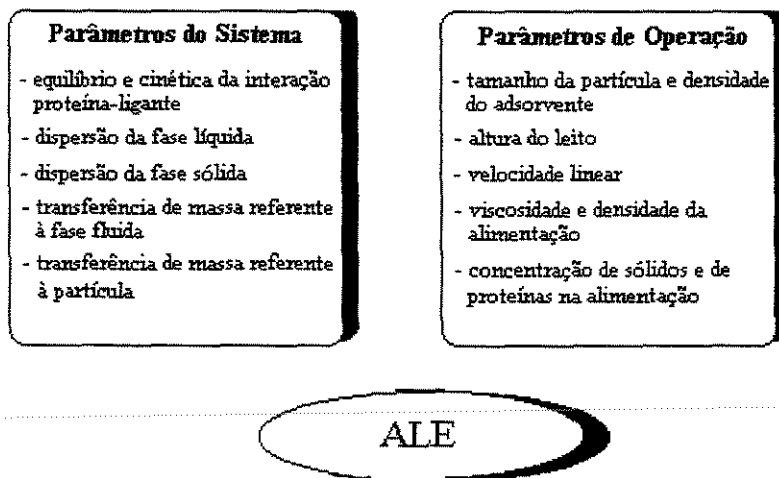 Parâmetros do Sistema
- equilíbrio e cinética da interação
proteína-ligante
- dispersão da fase líquida
- dispersão da fase sólida
- transferência de massa referente
à fase fluida
- transferência de massa referente
à partícula
Parâmetros de Operação
- tamanho da partícula e densidade
do adsorvente
- altura do leito
- velocidade linear
- viscosidade e densidade da
alimentação
- concentração de sólidos e de
proteínas na alimentação
ALE